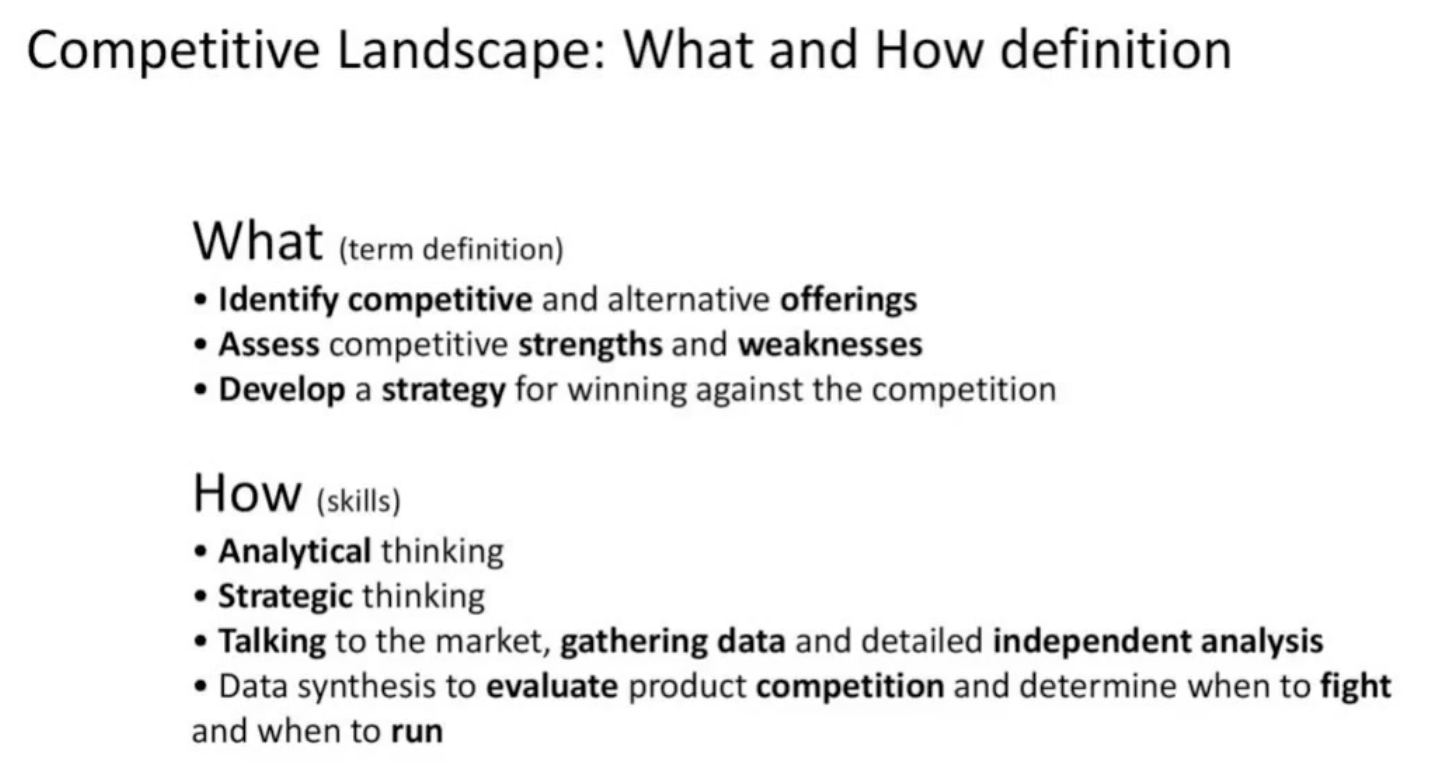 Competitive Landscape: What and How definition
What (term definition)
• Identify competitive and alternative offerings
• Assess competitive strengths and weaknesses
• Develop a strategy for winning against the competition
How (skills)
• Analytical thinking
• Strategic thinking
• Talking to the market, gathering data and detailed independent analysis
• Data synthesis to evaluate product competition and determine when to fight
and when to run